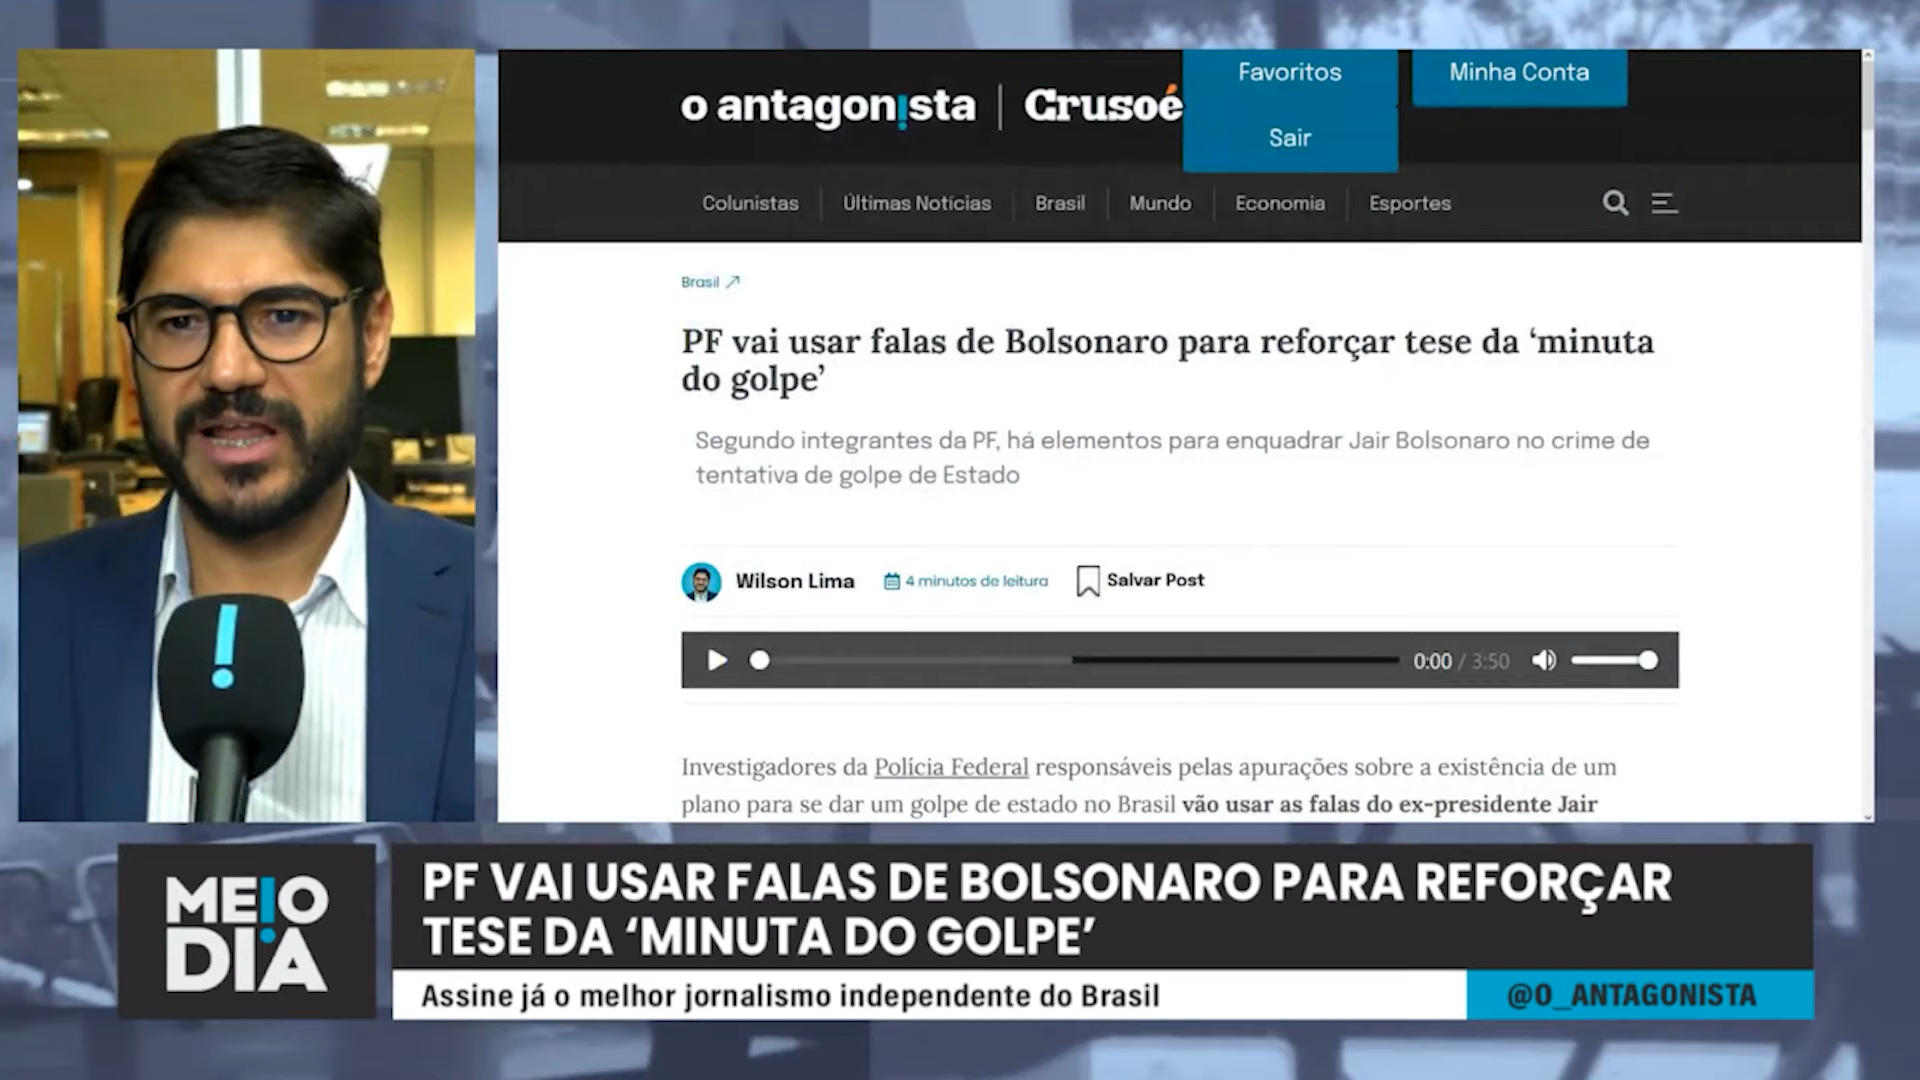 o antagonista | Crusoé
Favoritos
Minha Conta
Sair
Colunistas
Últimas Notícias
Brasil
Mundo
Economia
Esportes
Brasil
PF vai usar falas de Bolsonaro para reforçar tese da ‘minuta
do golpe’
Segundo integrantes da PF, há elementos para enquadrar Jair Bolsonaro no crime de
tentativa de golpe de Estado
Wilson Lima
4 minutos de leitura
Salvar Post
0:00 / 3:50
Investigadores da Polícia Federal responsáveis pelas apurações sobre a existência de um
plano para se dar um golpe de estado no Brasil vão usar as falas do ex-presidente Jair
MEIO
DIA
PF VAI USAR FALAS DE BOLSONARO PARA REFORÇAR
TESE DA ‘MINUTA DO GOLPE’
Assine já o melhor jornalismo independente do Brasil
@O_ANTAGONISTA